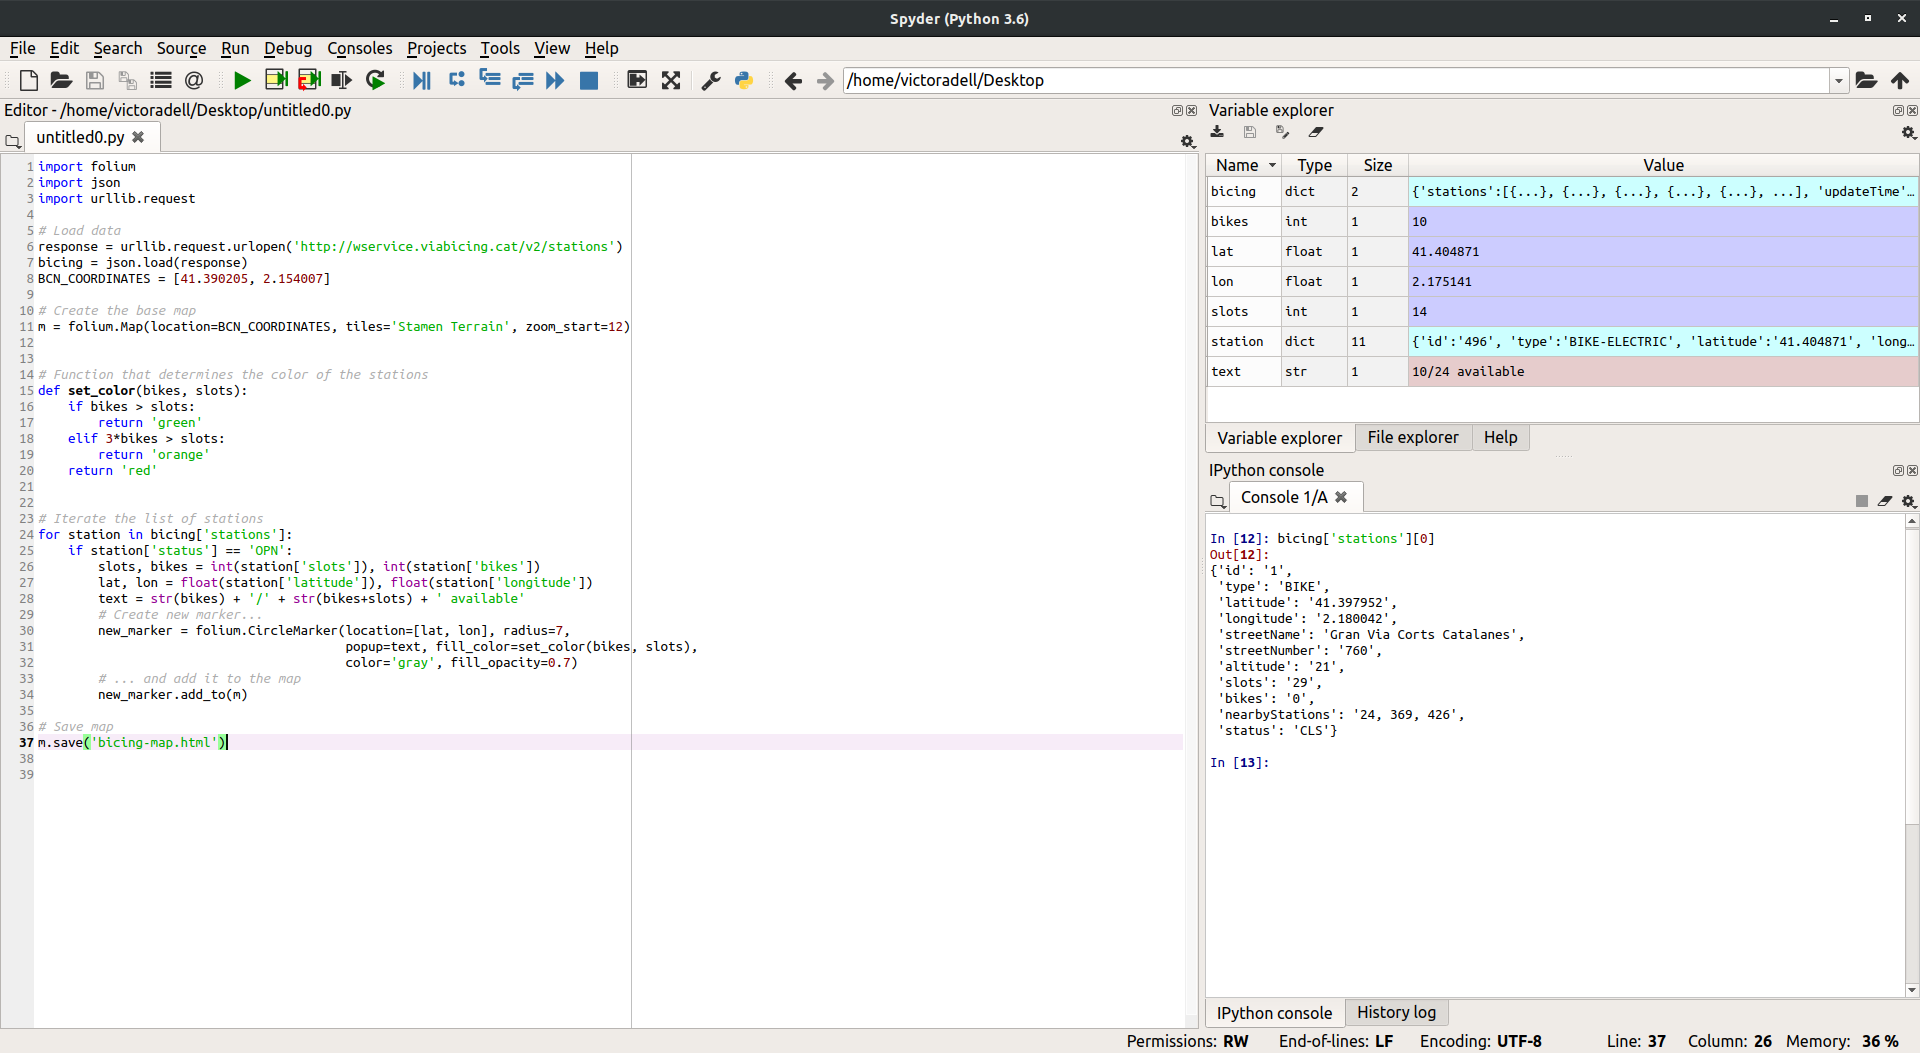 Spyder (Python 3.6)
File Edit Search Source Run Debug Consoles Projects Tools View Help
/home/victoradell/Desktop
Editor - /home/victoradell/Desktop/untitled0.py
untitled0.py
1 import folium
2 import json
3 import urllib.request
4
5 # Load data
6 response = urllib.request.urlopen('http://wservice.viabicing.cat/v2/stations')
7 bicing = json.load(response)
8 BCN_COORDINATES = [41.390205, 2.154007]
9
10 # Create the base map
11 m = folium.Map(location=BCN_COORDINATES, tiles='Stamen Terrain', zoom_start=12)
12
13
14 # Function that determines the color of the stations
15 def set_color(bikes, slots):
16     if bikes > slots:
17         return 'green'
18     elif 3*bikes > slots:
19         return 'orange'
20     return 'red'
21
22
23 # Iterate the list of stations
24 for station in bicing['stations']:
25     if station['status'] == 'OPN':
26         slots, bikes = int(station['slots']), int(station['bikes'])
27         lat, lon = float(station['latitude']), float(station['longitude'])
28         text = str(bikes) + '/' + str(bikes+slots) + ' available'
29         # Create new marker...
30         new_marker = folium.CircleMarker(location=[lat, lon], radius=7,
31                                          popup=text, fill_color=set_color(bikes, slots),
32                                          color='gray', fill_opacity=0.7)
33         # ... and add it to the map
34         new_marker.add_to(m)
35
36 # Save map
37 m.save('bicing-map.html')
38
39
Variable explorer
Name Type Size Value
bicing dict 2 {'stations':[{...}, {...}, {...}, {...}, {...}, ...], 'updateTime'...
bikes int 1 10
lat float 1 41.404871
lon float 1 2.175141
slots int 1 14
station dict 11 {'id':'496', 'type':'BIKE-ELECTRIC', 'latitude':'41.404871', 'long...
text str 1 10/24 available
Variable explorer File explorer Help
IPython console
Console 1/A
In [12]: bicing['stations'][0]
Out[12]:
{'id': '1',
 'type': 'BIKE',
 'latitude': '41.397952',
 'longitude': '2.180042',
 'streetName': 'Gran Via Corts Catalanes',
 'streetNumber': '760',
 'altitude': '21',
 'slots': '29',
 'bikes': '0',
 'nearbyStations': '24, 369, 426',
 'status': 'CLS'}
In [13]:
IPython console History log
Permissions: RW End-of-lines: LF Encoding: UTF-8 Line: 37 Column: 26 Memory: 36 %